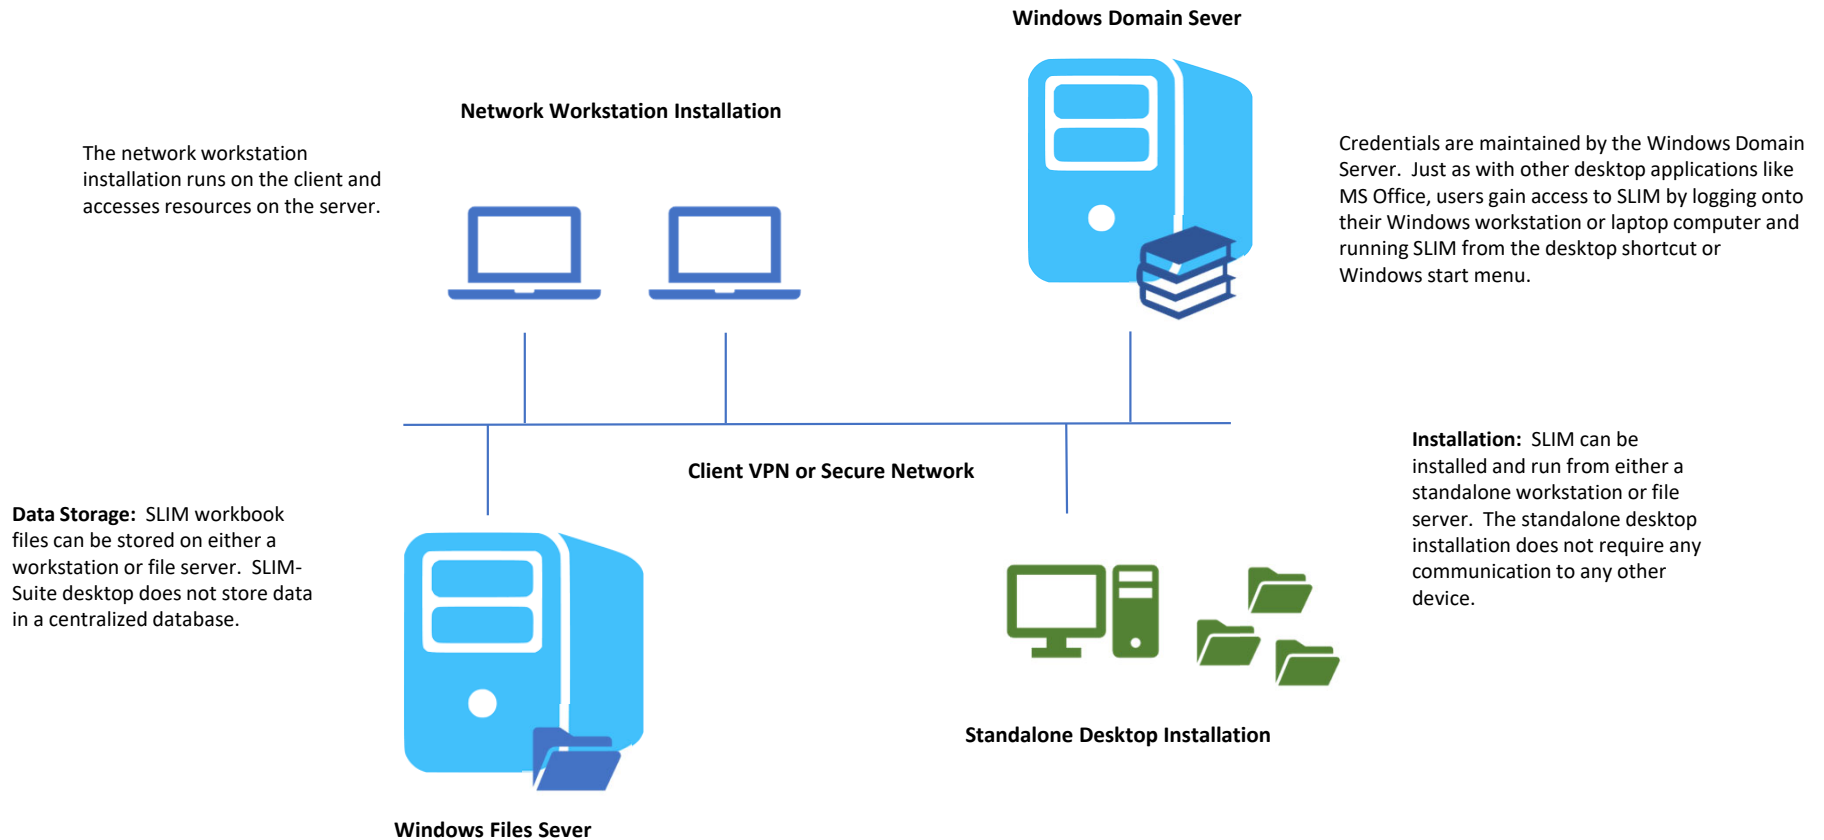 Windows Domain Sever
Network Workstation Installation
The network workstation
installation runs on the client and
accesses resources on the server.
Credentials are maintained by the Windows Domain
Server.  Just as with other desktop applications like
MS Office, users gain access to SLIM by logging onto
their Windows workstation or laptop computer and
running SLIM from the desktop shortcut or
Windows start menu.
Client VPN or Secure Network
Installation:  SLIM can be
installed and run from either a
standalone workstation or file
server.  The standalone desktop
installation does not require any
communication to any other
device.
Data Storage:  SLIM workbook
files can be stored on either a
workstation or file server.  SLIM-
Suite desktop does not store data
in a centralized database.
Standalone Desktop Installation
Windows Files Sever